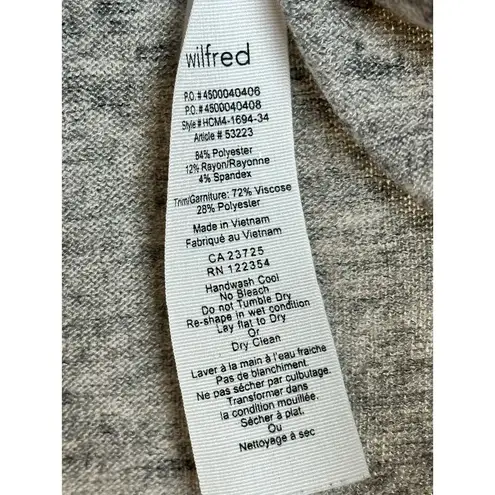 wilfred
P.O. # 4500040406
P.O. # 4500040408
Style # HCM4-1694-34
Article # 53223
84% Polyester
12% Rayon/Rayonne
4% Spandex
Trim/Garniture: 72% Viscose
28% Polyester
Made in Vietnam
Fabriqué au Vietnam
CA 23725
RN 122354
Handwash Cool
No Bleach
Do not Tumble Dry
Re-shape in wet condition
Lay flat to Dry
Or
Dry Clean
Laver à la main à l'eau fraiche
Pas de blanchiment
Ne pas sécher par culbutage.
Transformer dans
la condition mouillée.
Sécher à plat.
Ou
Nettoyage à sec